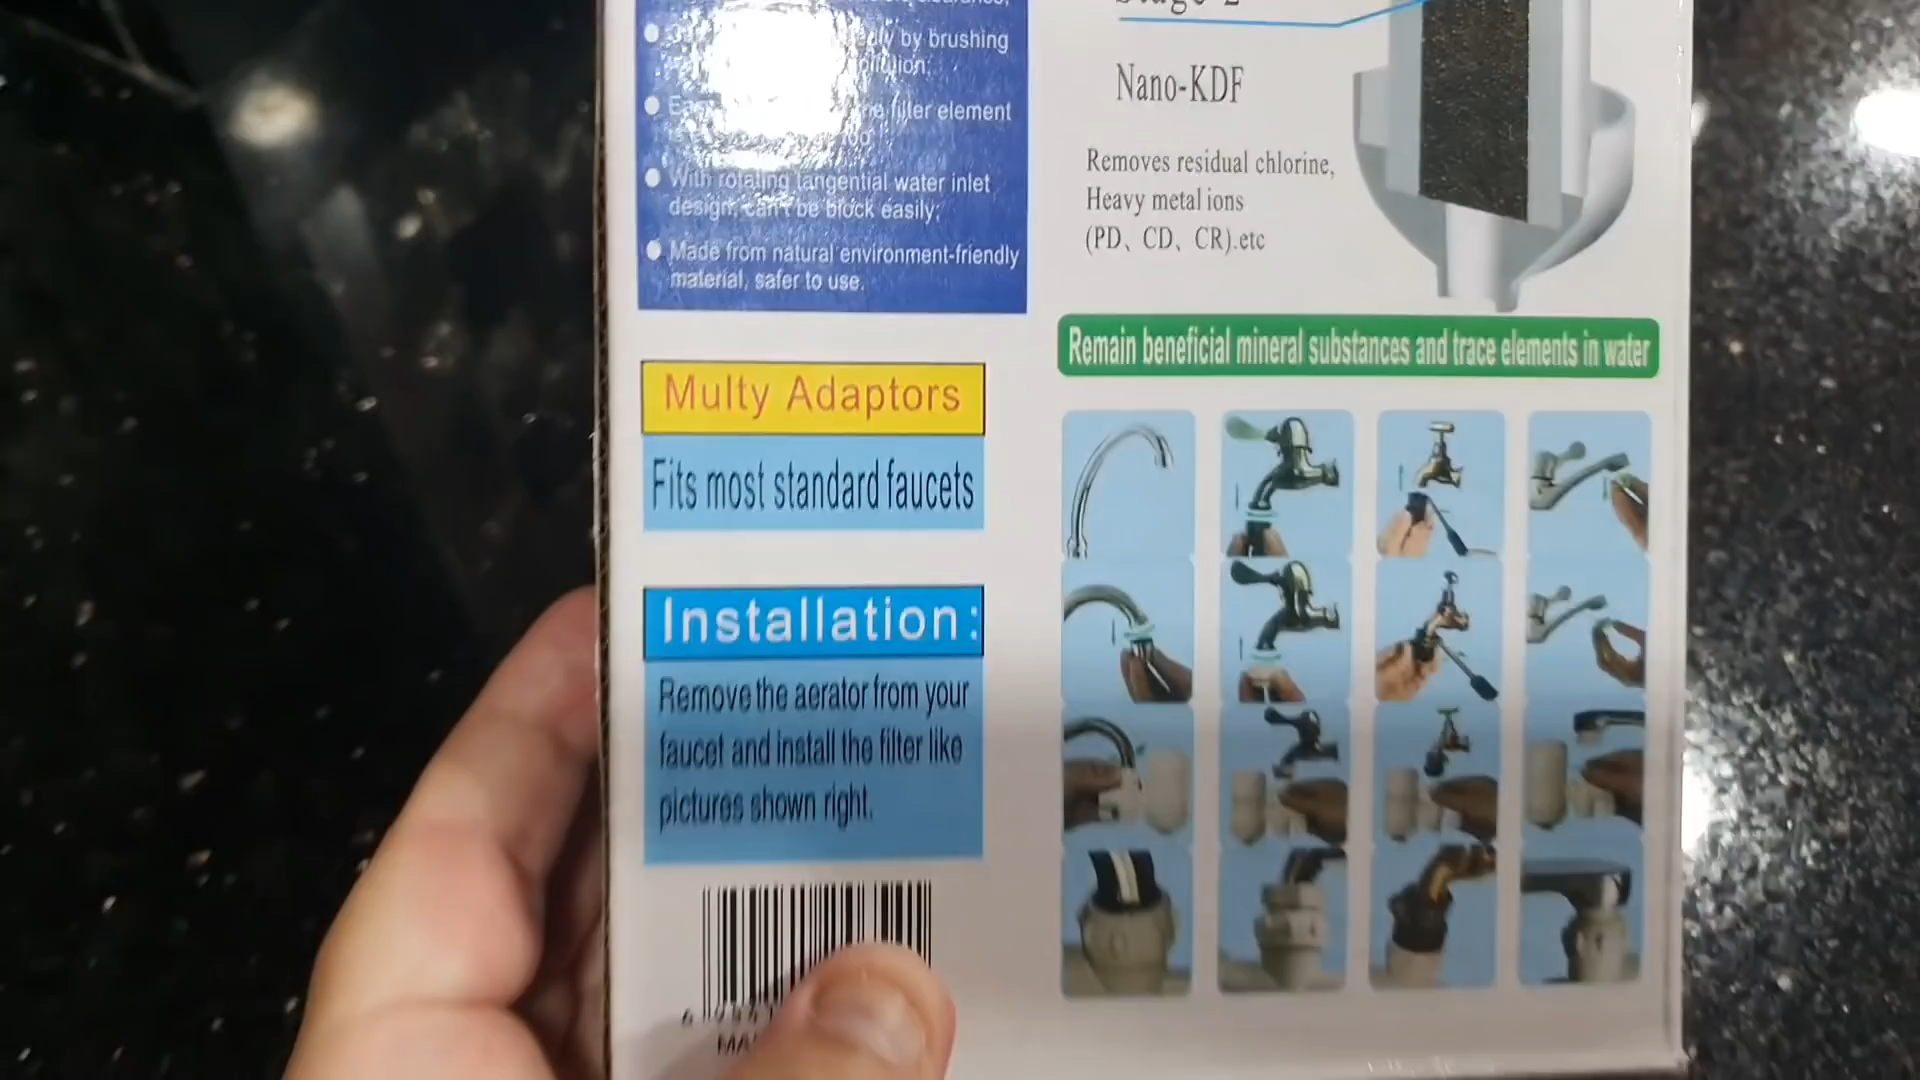 by brushing
filter element
With rotating tangential water inlet
design, can't be block easily;
Made from natural environment-friendly
material, safer to use.
Multy Adaptors
Fits most standard faucets
Installation:
Remove the aerator from your
faucet and install the filter like
pictures shown right.
Nano-KDF
Removes residual chlorine,
Heavy metal ions
(PD、CD、CR).etc
Remain beneficial mineral substances and trace elements in water